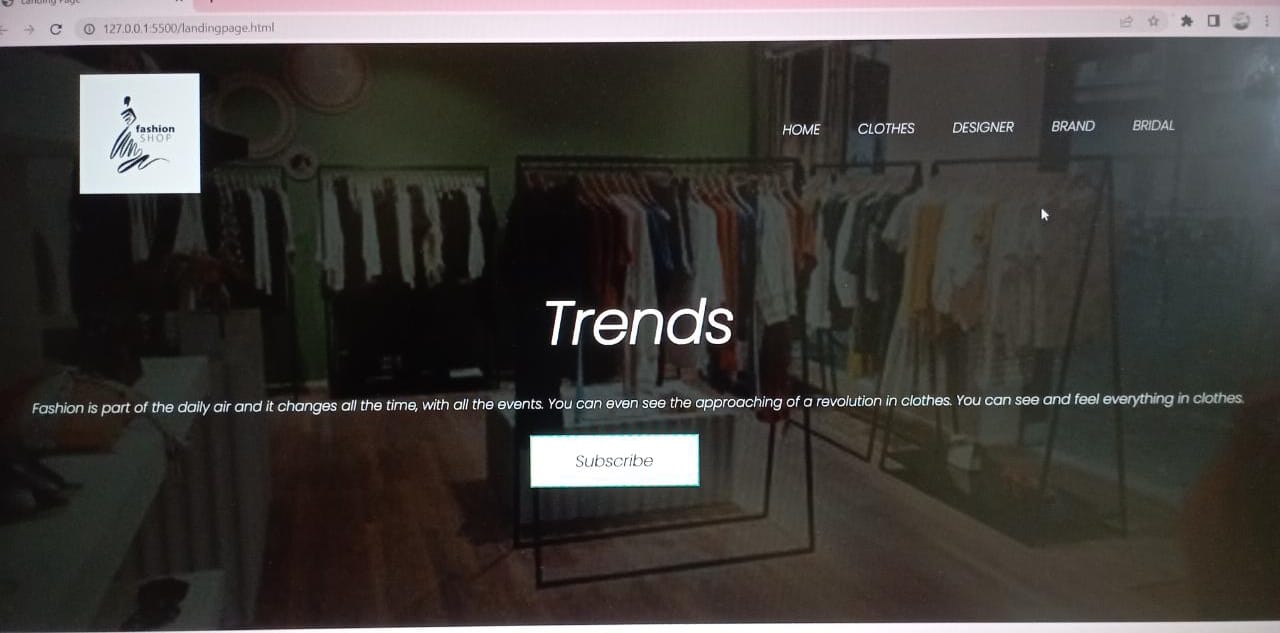 Landing Page
127.0.0.1:5500/landingpage.html
fashion
SHOP
HOME CLOTHES DESIGNER BRAND BRIDAL
Trends
Fashion is part of the daily air and it changes all the time, with all the events. You can even see the approaching of a revolution in clothes. You can see and feel everything in clothes.
Subscribe